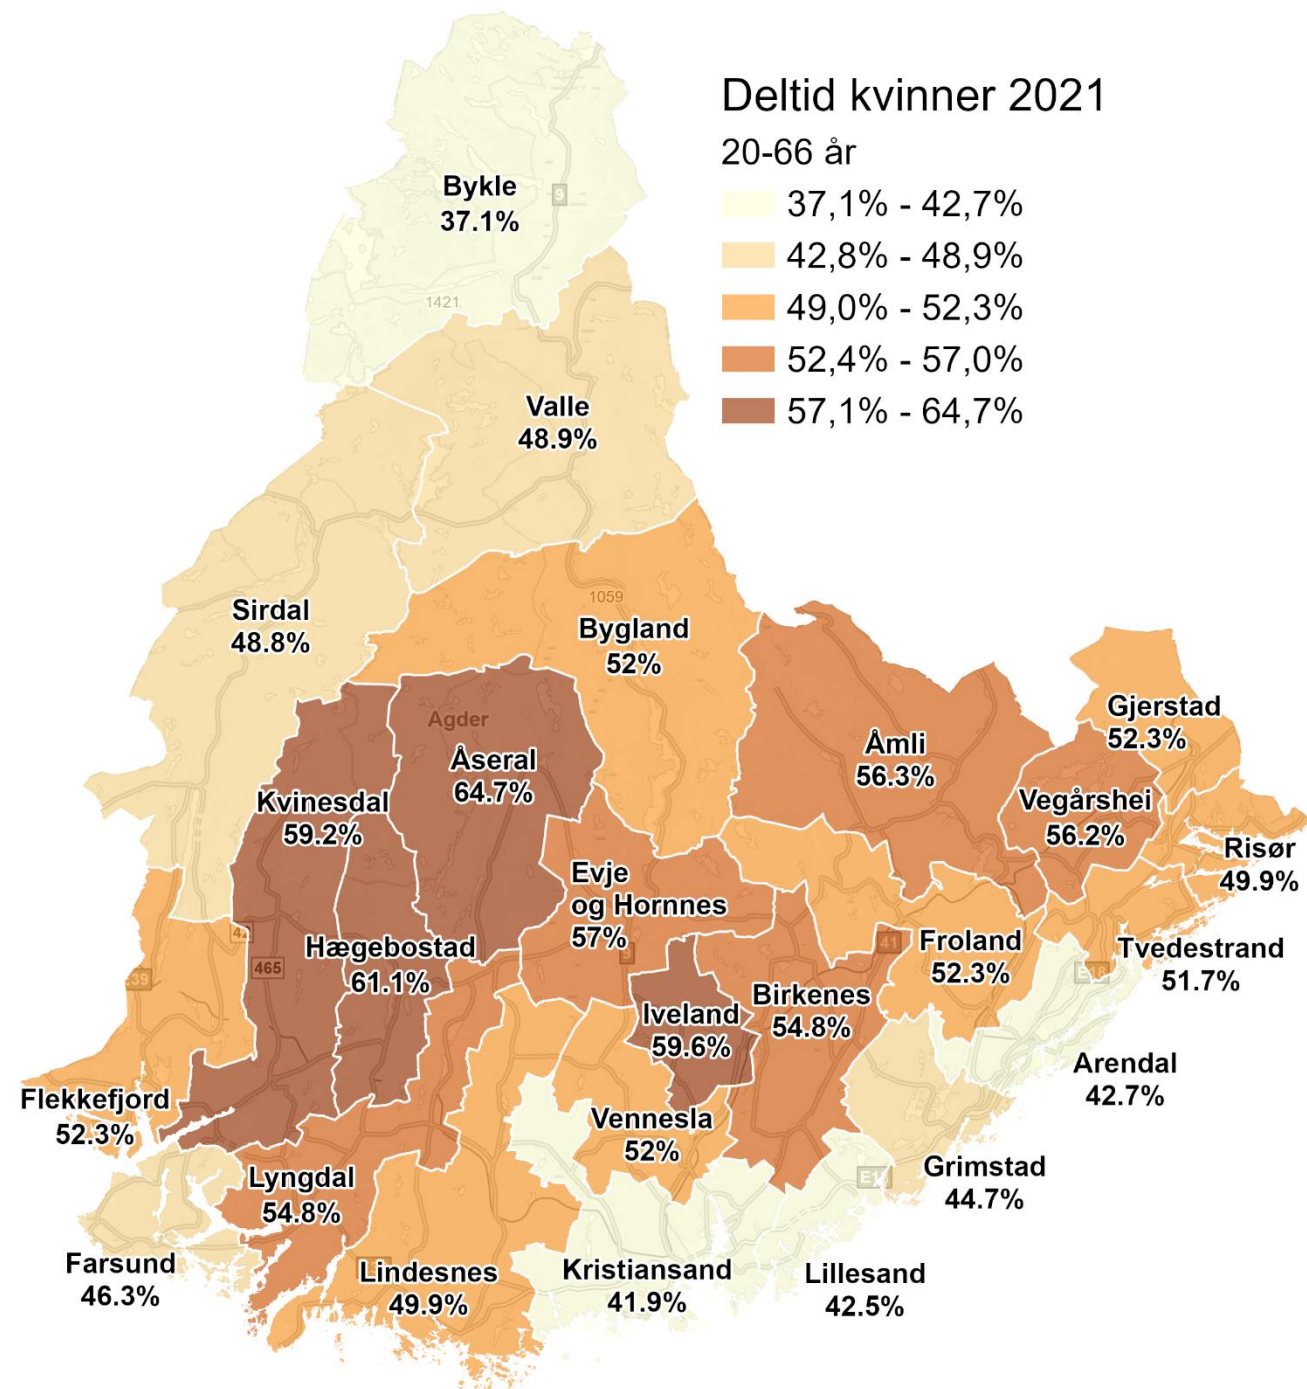 Deltid kvinner 2021
20-66 år
37,1% - 42,7%
42,8% - 48,9%
49,0% - 52,3%
52,4% - 57,0%
57,1% - 64,7%
Bykle
37.1%
9
1421
Valle
48.9%
Sirdal
48.8%
1059
Bygland
52%
Agder
Åseral
64.7%
Kvinesdal
59.2%
Åmli
56.3%
Gjerstad
52.3%
Vegårshei
56.2%
Risør
49.9%
Evje
og Hornnes
57%
9
42
465
Hægebostad
61.1%
41
Froland
52.3%
Tvedestrand
51.7%
E18
Birkenes
54.8%
Iveland
59.6%
Arendal
42.7%
Flekkefjord
52.3%
Vennesla
52%
Grimstad
44.7%
Lyngdal
54.8%
Farsund
46.3%
Lindesnes
49.9%
Kristiansand
41.9%
Lillesand
42.5%